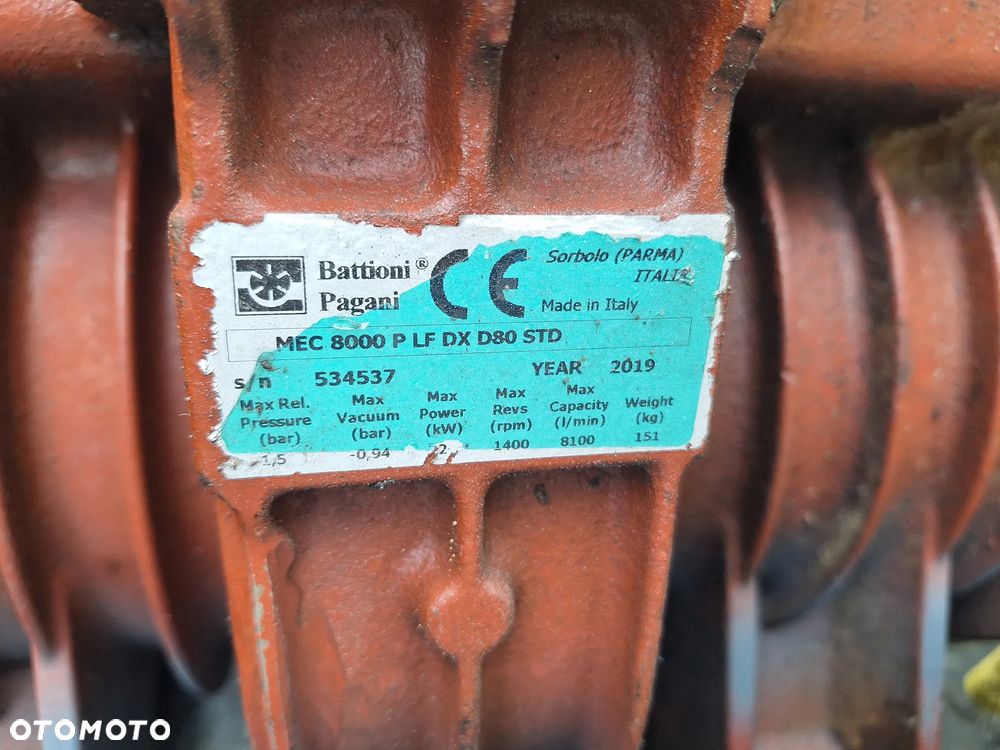 Battioni®
Pagani
CE
Sorbolo (PARMA)
ITALIA
Made in Italy
MEC 8000 P LF DX D80 STD
s/n 534537 YEAR 2019
Max Rel. Pressure (bar)
Max Vacuum (bar)
Max Power (kW)
Max Revs (rpm)
Max Capacity (l/min)
Weight (kg)
1,5 -0,94 1400 8100 151
OTOMOTO